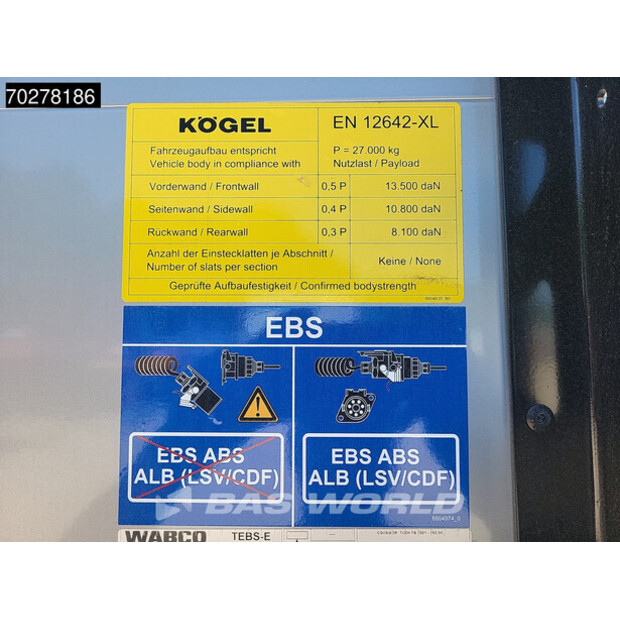 70278186
KÖGEL EN 12642-XL
Fahrzeugaufbau entspricht P = 27.000 kg
Vehicle body in compliance with Nutzlast / Payload
Vorderwand / Frontwall 0,5 P 13.500 daN
Seitenwand / Sidewall 0,4 P 10.800 daN
Rückwand / Rearwall 0,3 P 8.100 daN
Anzahl der Einstecklatten je Abschnitt /
Number of slats per section Keine / None
Geprüfte Aufbaufestigkeit / Confirmed bodystrength
EBS
EBS ABS
ALB (LSV/CDF)
EBS ABS
ALB (LSV/CDF)
BAS WORLD
WABCO TEBS-E